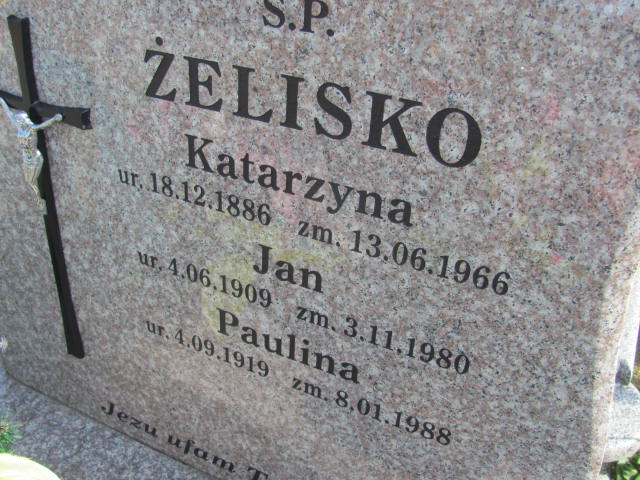 Ś.P.
ŻELISKO
Katarzyna
ur. 18.12.1886 zm. 13.06.1966
Jan
ur. 4.06.1909 zm. 3.11.1980
Paulina
ur. 4.09.1919 zm. 8.01.1988
Jezu ufam T